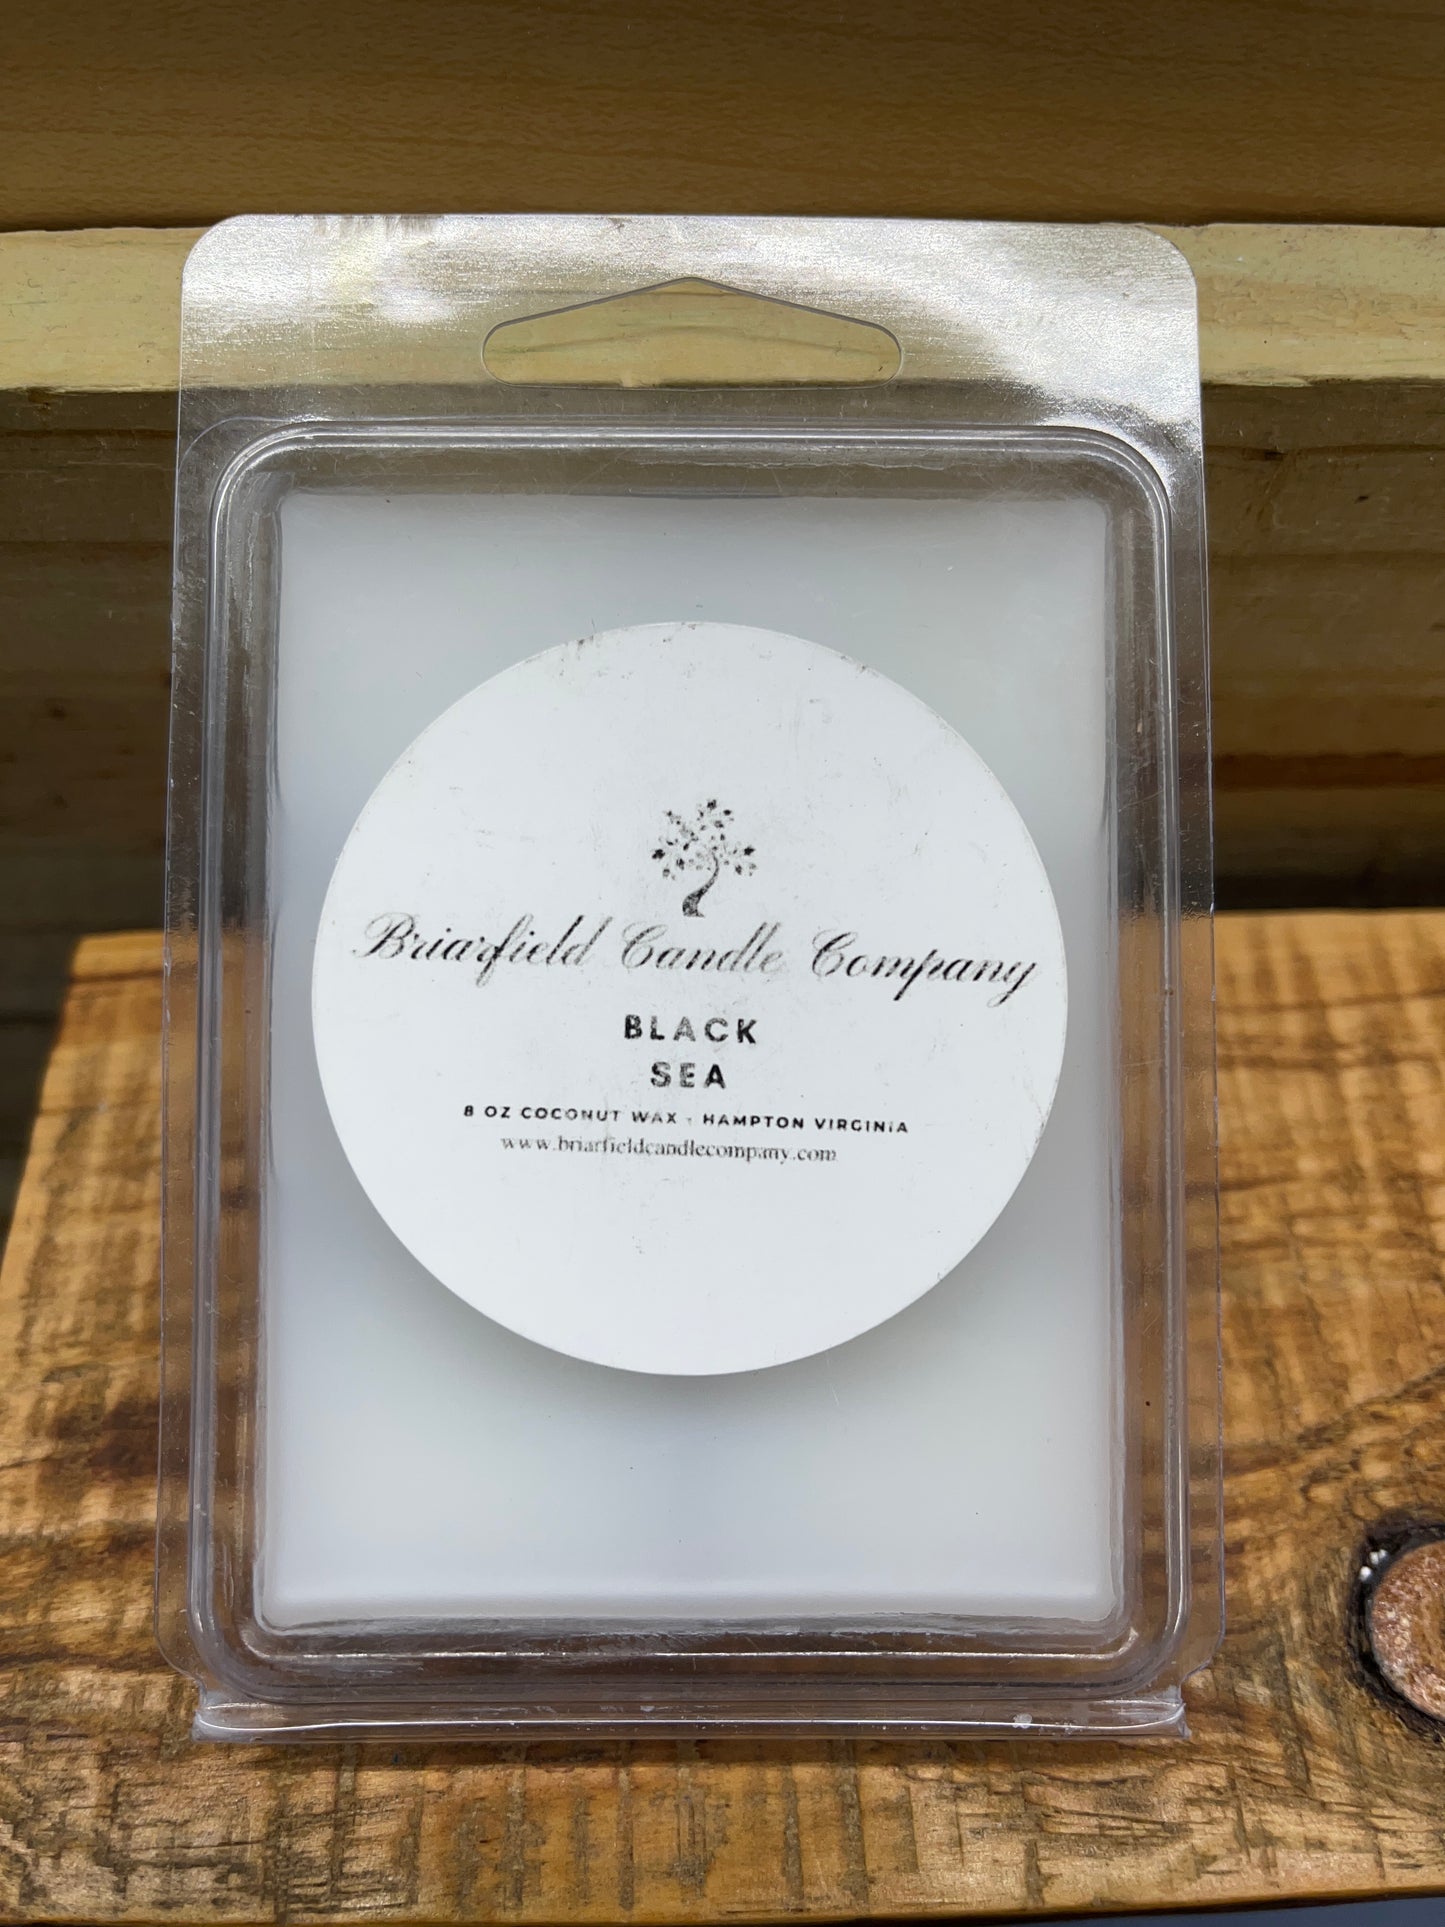 Briarfield Candle Company
BLACK
SEA
8 OZ COCONUT WAX - HAMPTON VIRGINIA
www.briarfieldcandlecompany.com